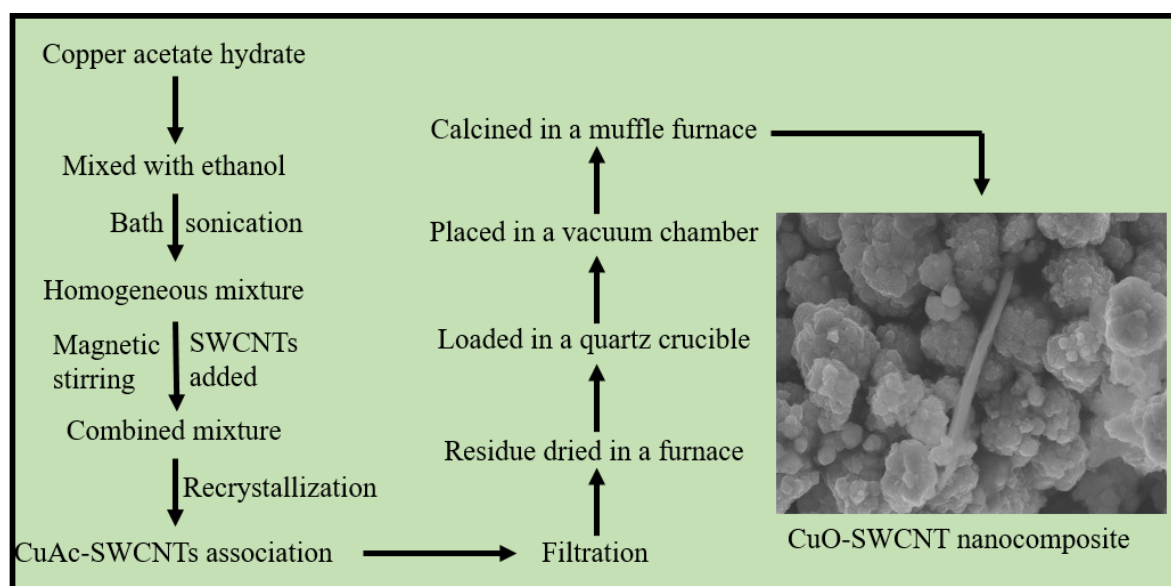 Copper acetate hydrate
Mixed with ethanol
Bath sonication
Homogeneous mixture
Magnetic stirring
SWCNTs added
Combined mixture
Recrystallization
CuAc-SWCNTs association
Filtration
Residue dried in a furnace
Loaded in a quartz crucible
Placed in a vacuum chamber
Calcined in a muffle furnace
CuO-SWCNT nanocomposite